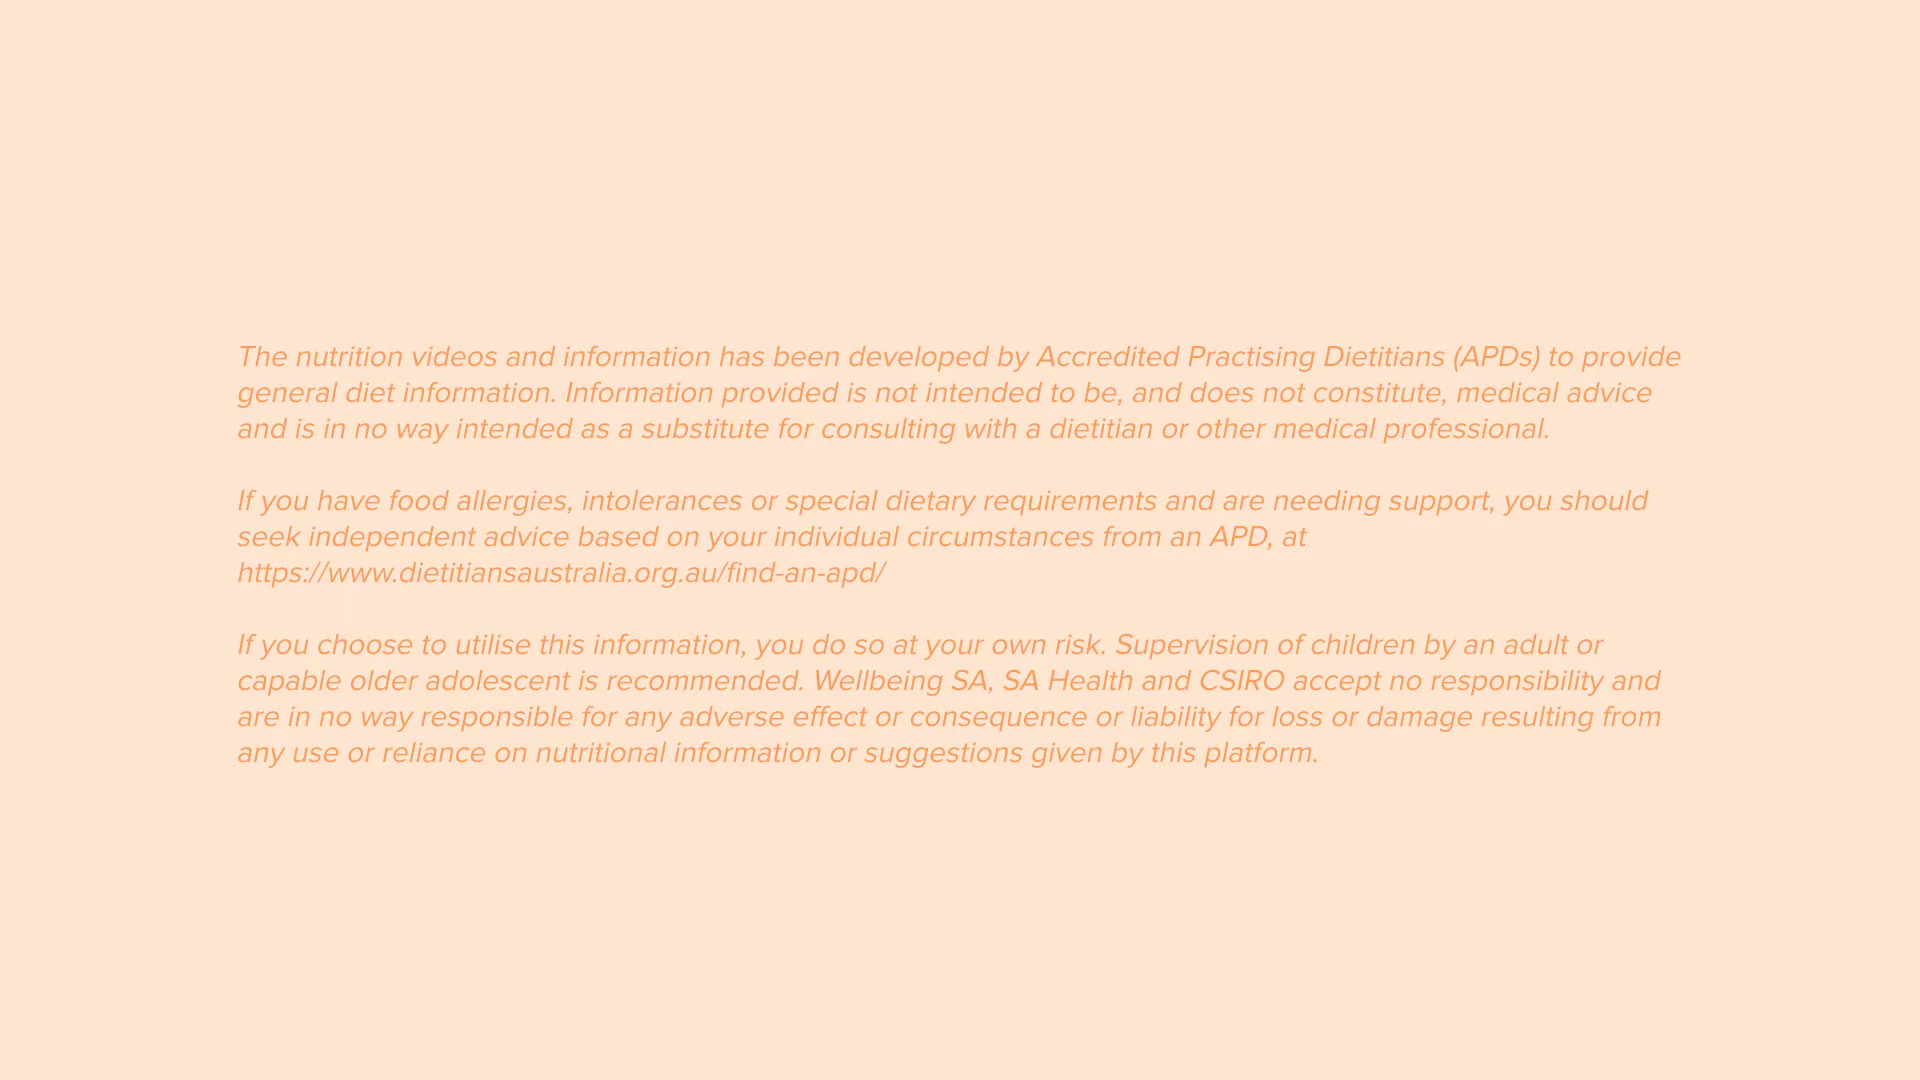 The nutrition videos and information has been developed by Accredited Practising Dietitians (APDs) to provide
general diet information. Information provided is not intended to be, and does not constitute, medical advice
and is in no way intended as a substitute for consulting with a dietitian or other medical professional.
If you have food allergies, intolerances or special dietary requirements and are needing support, you should
seek independent advice based on your individual circumstances from an APD, at
https://www.dietitiansaustralia.org.au/find-an-apd/
If you choose to utilise this information, you do so at your own risk. Supervision of children by an adult or
capable older adolescent is recommended. Wellbeing SA, SA Health and CSIRO accept no responsibility and
are in no way responsible for any adverse effect or consequence or liability for loss or damage resulting from
any use or reliance on nutritional information or suggestions given by this platform.